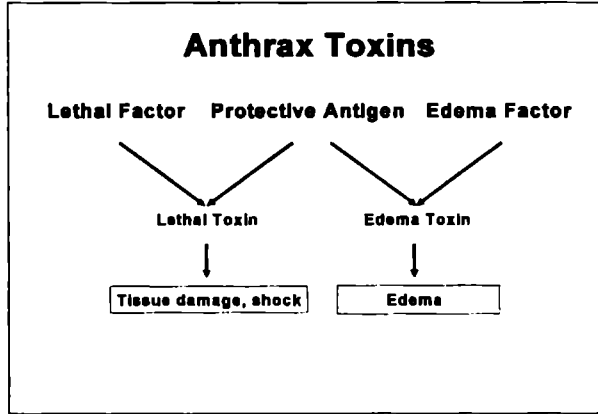 Anthrax Toxins
Lethal Factor Protective Antigen Edema Factor
Lethal Toxin Edema Toxin
Tissue damage, shock Edema